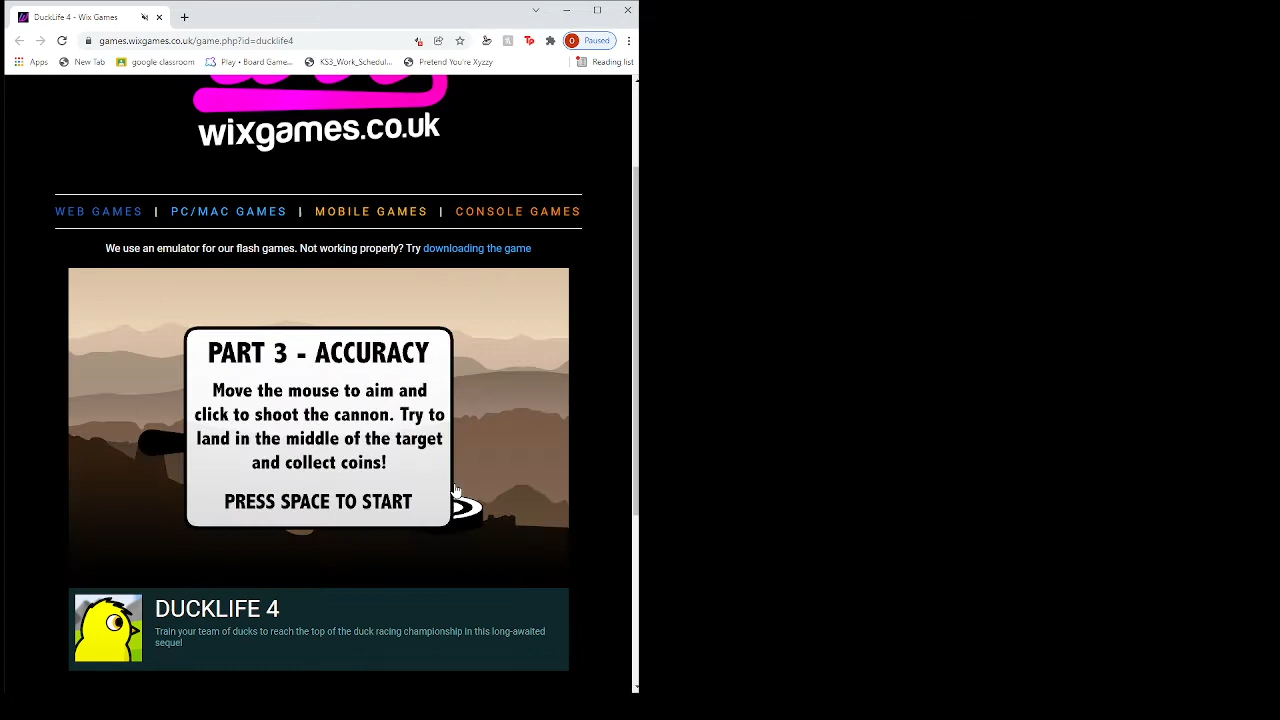 DuckLife 4 - Wix Games
games.wixgames.co.uk/game.php?id=ducklife4
Paused
Apps
New Tab
google classroom
Play • Board Game...
KS3_Work_Schedul...
Pretend You're Xyzzy
Reading list
wixgames.co.uk
WEB GAMES | PC/MAC GAMES | MOBILE GAMES | CONSOLE GAMES
We use an emulator for our flash games. Not working properly? Try downloading the game
PART 3 - ACCURACY
Move the mouse to aim and
click to shoot the cannon. Try to
land in the middle of the target
and collect coins!
PRESS SPACE TO START
DUCKLIFE 4
Train your team of ducks to reach the top of the duck racing championship in this long-awaited
sequel